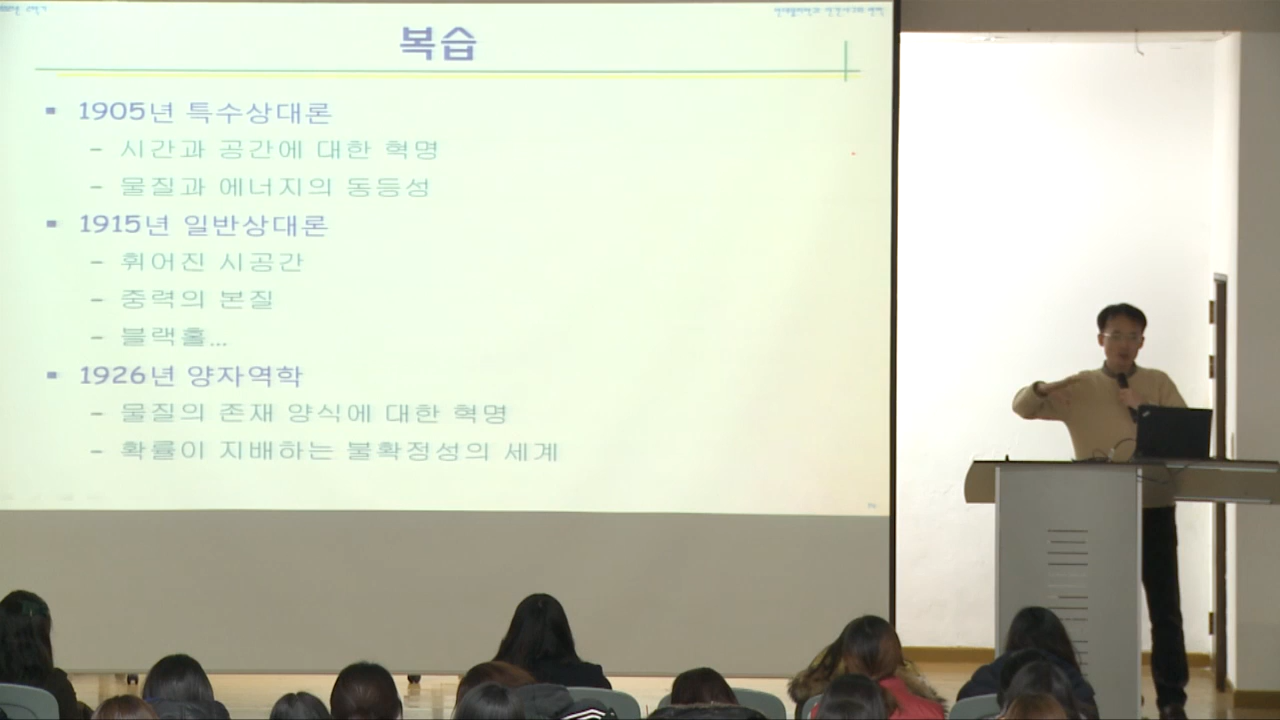 복습
1905년 특수상대론
- 시간과 공간에 대한 혁명
- 물질과 에너지의 동등성
1915년 일반상대론
- 휘어진 시공간
- 중력의 본질
- 블랙홀...
1926년 양자역학
- 물질의 존재 양식에 대한 혁명
- 확률이 지배하는 불확정성의 세계